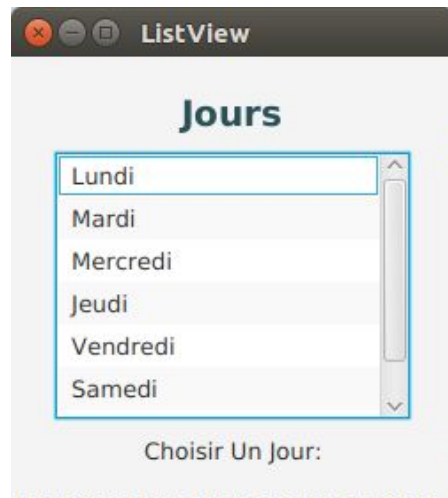 ListView
Jours
Lundi
Mardi
Mercredi
Jeudi
Vendredi
Samedi
Choisir Un Jour: